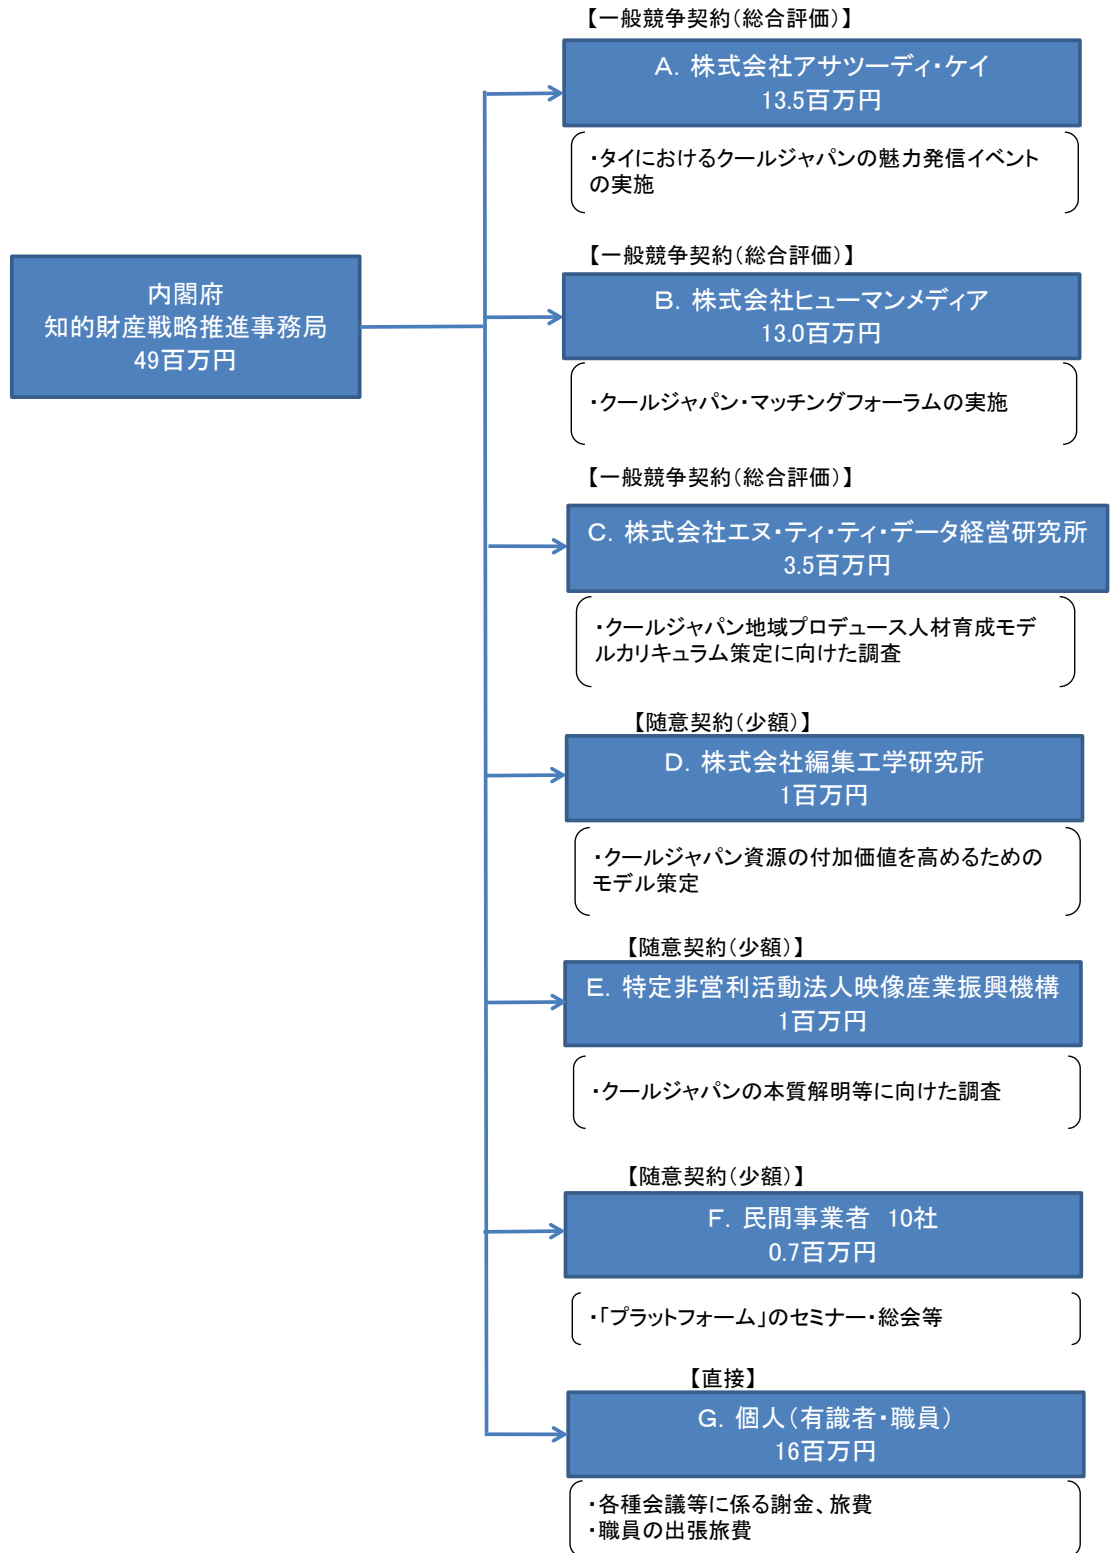 【一般競争契約（総合評価）】
A．株式会社アサツーディ・ケイ
13.5百万円
・タイにおけるクールジャパンの魅力発信イベント
の実施
内閣府
知的財産戦略推進事務局
49百万円
【一般競争契約（総合評価）】
B．株式会社ヒューマンメディア
13.0百万円
・クールジャパン・マッチングフォーラムの実施
【一般競争契約（総合評価）】
C．株式会社エヌ・ティ・ティ・データ経営研究所
3.5百万円
・クールジャパン地域プロデュース人材育成モデ
ルカリキュラム策定に向けた調査
【随意契約（少額）】
D．株式会社編集工学研究所
1百万円
・クールジャパン資源の付加価値を高めるための
モデル策定
【随意契約（少額）】
E．特定非営利活動法人映像産業振興機構
1百万円
・クールジャパンの本質解明等に向けた調査
【随意契約（少額）】
F．民間事業者　10社
0.7百万円
・「プラットフォーム」のセミナー・総会等
【直接】
G．個人（有識者・職員）
16百万円
・各種会議等に係る謝金、旅費
・職員の出張旅費